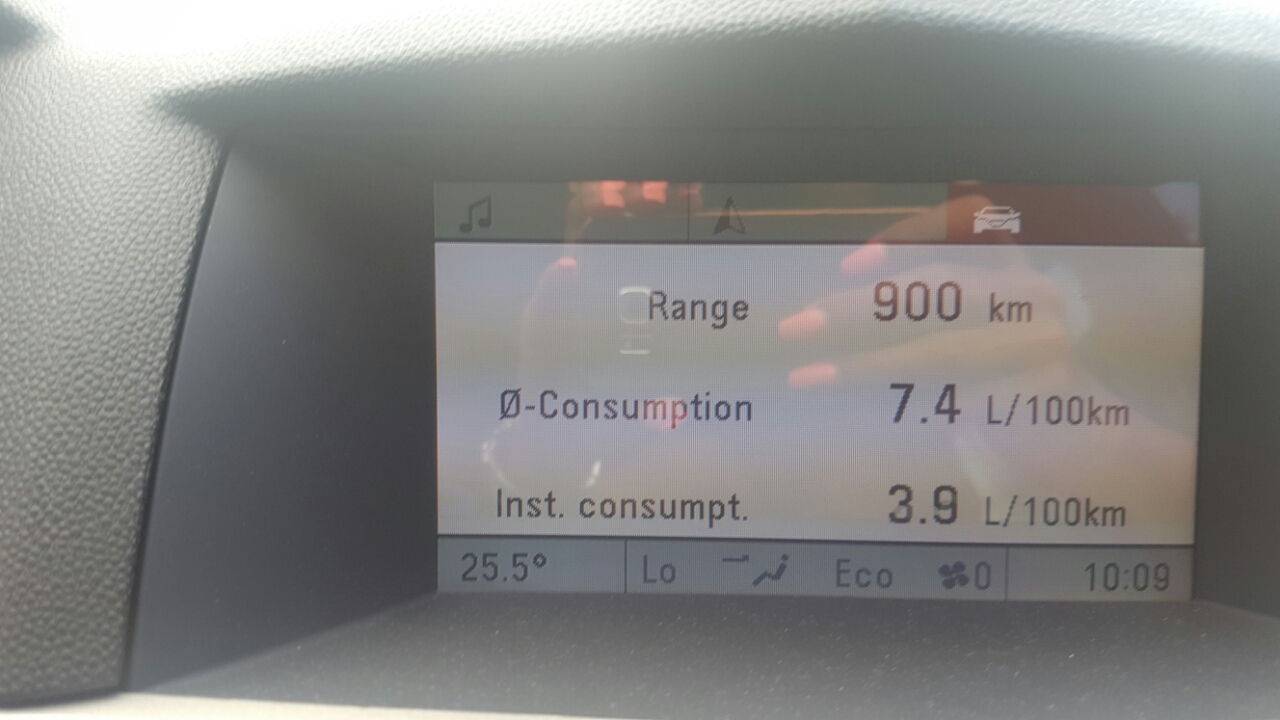 Range 900 km
Ø-Consumption 7.4 L/100km
Inst. consumpt. 3.9 L/100km
25.5° Lo Eco 0 10:09